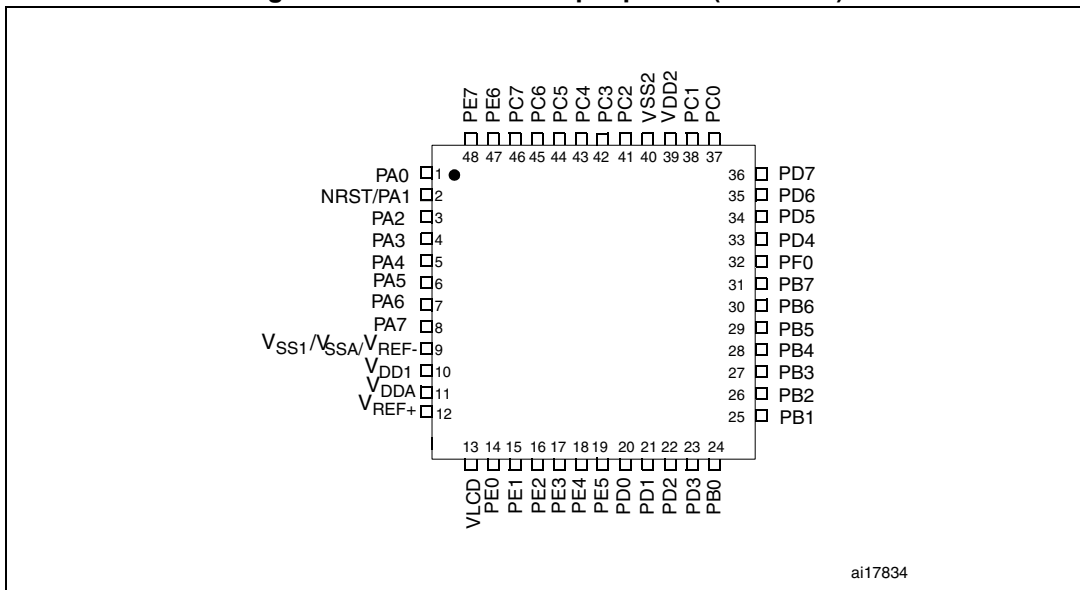 PE7
PE6
PC7
PC6
PC5
PC4
PC3
PC2
VSS2
VDD2
PC1
PC0
48 47 46 45 44 43 42 41 40 39 38 37
PA0 1
NRST/PA1 2
PA2 3
PA3 4
PA4 5
PA5 6
PA6 7
PA7 8
VSS1/VSSA/VREF- 9
VDD1 10
VDDA 11
VREF+ 12
36 PD7
35 PD6
34 PD5
33 PD4
32 PF0
31 PB7
30 PB6
29 PB5
28 PB4
27 PB3
26 PB2
25 PB1
13 14 15 16 17 18 19 20 21 22 23 24
VLCD
PE0
PE1
PE2
PE3
PE4
PE5
PD0
PD1
PD2
PD3
PB0
ai17834